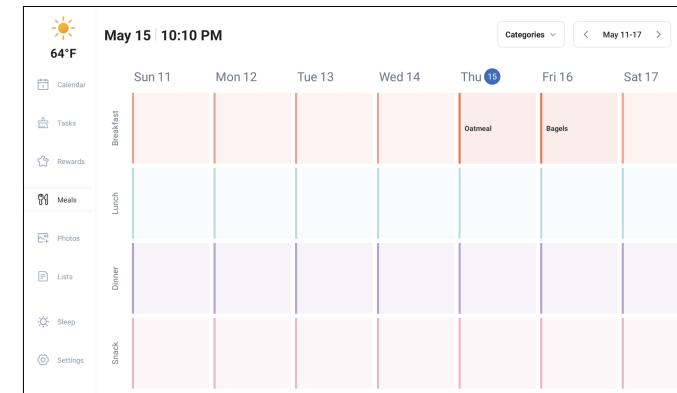 64°F
May 15 10:10 PM
Categories
May 11-17
Calendar
Tasks
Rewards
Meals
Photos
Lists
Sleep
Settings
Sun 11 Mon 12 Tue 13 Wed 14 Thu 15 Fri 16 Sat 17
Breakfast
Oatmeal
Bagels
Lunch
Dinner
Snack